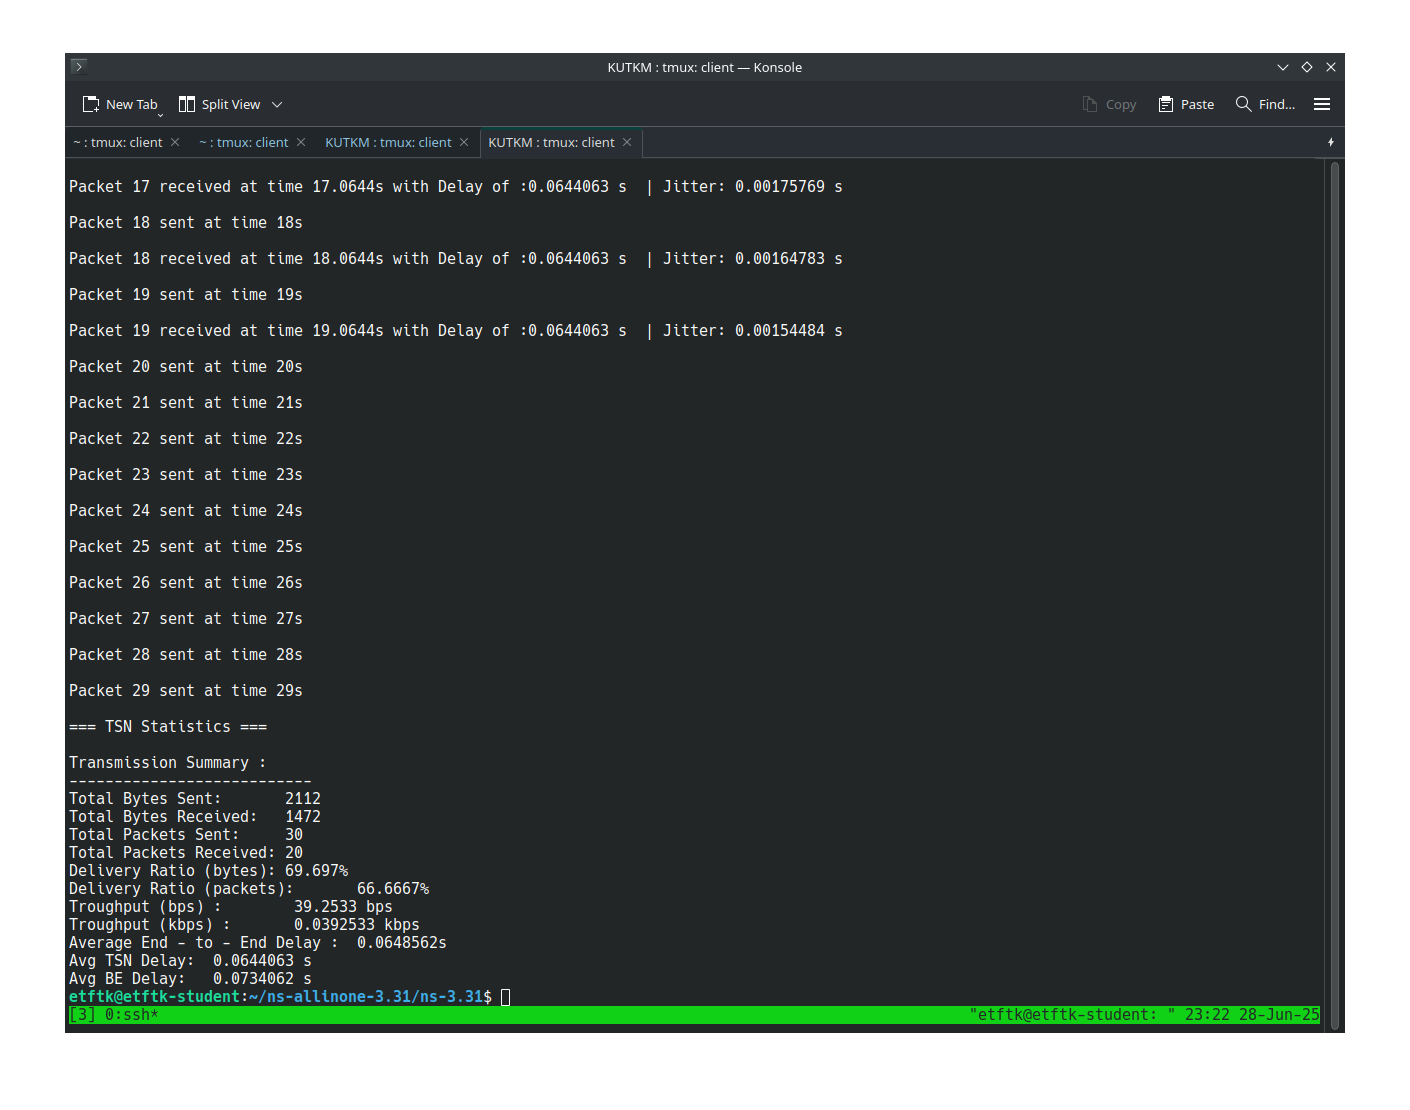 KUTKM : tmux: client — Konsole
New Tab Split View Copy Paste Find...
~ : tmux: client ~ : tmux: client KUTKM : tmux: client KUTKM : tmux: client
Packet 17 received at time 17.0644s with Delay of :0.0644063 s  | Jitter: 0.00175769 s
Packet 18 sent at time 18s
Packet 18 received at time 18.0644s with Delay of :0.0644063 s  | Jitter: 0.00164783 s
Packet 19 sent at time 19s
Packet 19 received at time 19.0644s with Delay of :0.0644063 s  | Jitter: 0.00154484 s
Packet 20 sent at time 20s
Packet 21 sent at time 21s
Packet 22 sent at time 22s
Packet 23 sent at time 23s
Packet 24 sent at time 24s
Packet 25 sent at time 25s
Packet 26 sent at time 26s
Packet 27 sent at time 27s
Packet 28 sent at time 28s
Packet 29 sent at time 29s
=== TSN Statistics ===
Transmission Summary :
---------------------------
Total Bytes Sent:       2112
Total Bytes Received:   1472
Total Packets Sent:     30
Total Packets Received: 20
Delivery Ratio (bytes): 69.697%
Delivery Ratio (packets):       66.6667%
Troughput (bps) :        39.2533 bps
Troughput (kbps) :       0.0392533 kbps
Average End - to - End Delay :  0.0648562s
Avg TSN Delay:  0.0644063 s
Avg BE Delay:   0.0734062 s
etftk@etftk-student:~/ns-allinone-3.31/ns-3.31$
[3] 0:ssh* "etftk@etftk-student: " 23:22 28-Jun-25